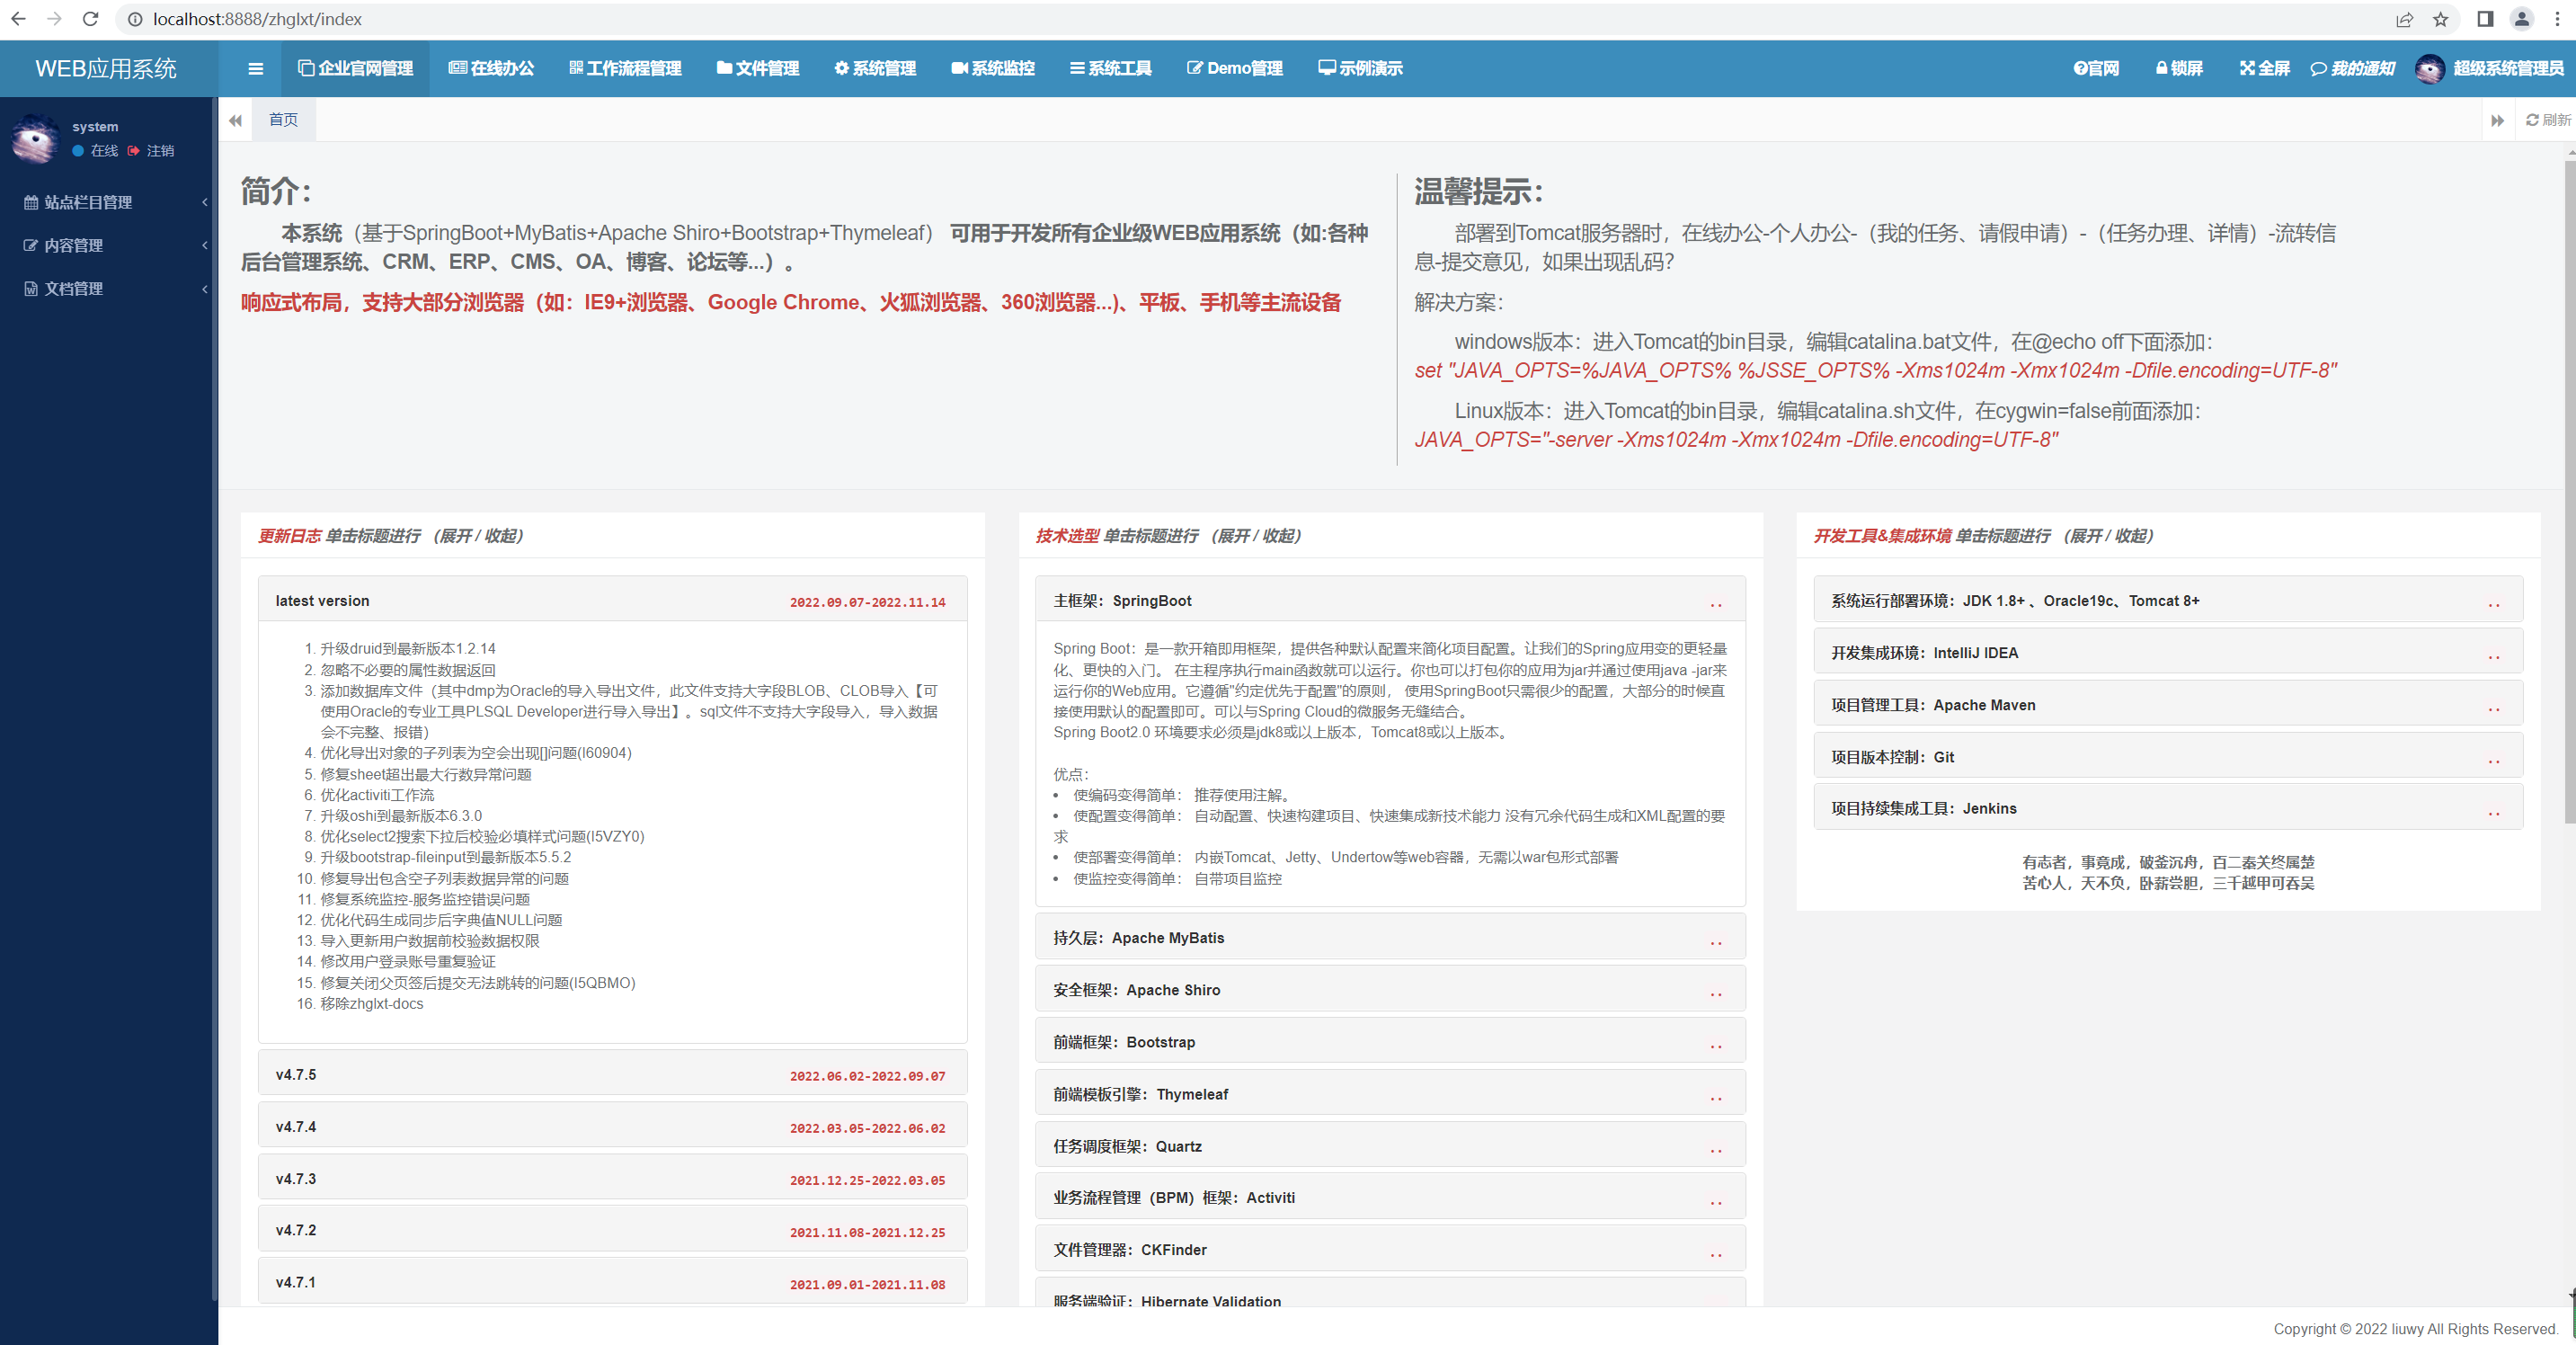 localhost:8888/zhglxt/index
WEB应用系统
企业官网管理
在线办公
工作流程管理
文件管理
系统管理
系统监控
系统工具
Demo管理
示例演示
官网
锁屏
全屏
我的通知
超级系统管理员
system
在线 注销
站点栏目管理
内容管理
文档管理
首页
刷新
简介：
本系统（基于SpringBoot+MyBatis+Apache Shiro+Bootstrap+Thymeleaf） 可用于开发所有企业级WEB应用系统（如:各种
后台管理系统、CRM、ERP、CMS、OA、博客、论坛等...）。
响应式布局，支持大部分浏览器（如：IE9+浏览器、Google Chrome、火狐浏览器、360浏览器...)、平板、手机等主流设备
温馨提示：
部署到Tomcat服务器时，在线办公-个人办公-（我的任务、请假申请）-（任务办理、详情）-流转信
息-提交意见，如果出现乱码？
解决方案：
windows版本：进入Tomcat的bin目录，编辑catalina.bat文件，在@echo off下面添加：
set "JAVA_OPTS=%JAVA_OPTS% %JSSE_OPTS% -Xms1024m -Xmx1024m -Dfile.encoding=UTF-8"
Linux版本：进入Tomcat的bin目录，编辑catalina.sh文件，在cygwin=false前面添加：
JAVA_OPTS="-server -Xms1024m -Xmx1024m -Dfile.encoding=UTF-8"
更新日志 单击标题进行 （展开 / 收起）
latest version 2022.09.07-2022.11.14
1. 升级druid到最新版本1.2.14
2. 忽略不必要的属性数据返回
3. 添加数据库文件（其中dmp为Oracle的导入导出文件，此文件支持大字段BLOB、CLOB导入【可
使用Oracle的专业工具PLSQL Developer进行导入导出】。sql文件不支持大字段导入，导入数据
会不完整、报错）
4. 优化导出对象的子列表为空会出现[]问题(I60904)
5. 修复sheet超出最大行数异常问题
6. 优化activiti工作流
7. 升级oshi到最新版本6.3.0
8. 优化select2搜索下拉后校验必填样式问题(I5VZY0)
9. 升级bootstrap-fileinput到最新版本5.5.2
10. 修复导出包含空子列表数据异常的问题
11. 修复系统监控-服务监控错误问题
12. 优化代码生成同步后字典值NULL问题
13. 导入更新用户数据前校验数据权限
14. 修改用户登录账号重复验证
15. 修复关闭父页签后提交无法跳转的问题(I5QBMO)
16. 移除zhglxt-docs
v4.7.5 2022.06.02-2022.09.07
v4.7.4 2022.03.05-2022.06.02
v4.7.3 2021.12.25-2022.03.05
v4.7.2 2021.11.08-2021.12.25
v4.7.1 2021.09.01-2021.11.08
技术选型 单击标题进行 （展开 / 收起）
主框架：SpringBoot ..
Spring Boot：是一款开箱即用框架，提供各种默认配置来简化项目配置。让我们的Spring应用变的更轻量
化、更快的入门。 在主程序执行main函数就可以运行。你也可以打包你的应用为jar并通过使用java -jar来
运行你的Web应用。它遵循"约定优先于配置"的原则， 使用SpringBoot只需很少的配置，大部分的时候直
接使用默认的配置即可。可以与Spring Cloud的微服务无缝结合。
Spring Boot2.0 环境要求必须是jdk8或以上版本，Tomcat8或以上版本。
优点：
• 使编码变得简单： 推荐使用注解。
• 使配置变得简单： 自动配置、快速构建项目、快速集成新技术能力 没有冗余代码生成和XML配置的要
求
• 使部署变得简单： 内嵌Tomcat、Jetty、Undertow等web容器，无需以war包形式部署
• 使监控变得简单： 自带项目监控
持久层：Apache MyBatis ..
安全框架：Apache Shiro ..
前端框架：Bootstrap ..
前端模板引擎：Thymeleaf ..
任务调度框架：Quartz ..
业务流程管理（BPM）框架：Activiti ..
文件管理器：CKFinder ..
服务端验证：Hibernate Validation
开发工具&集成环境 单击标题进行 （展开 / 收起）
系统运行部署环境：JDK 1.8+ 、Oracle19c、Tomcat 8+ ..
开发集成环境：IntelliJ IDEA ..
项目管理工具：Apache Maven ..
项目版本控制：Git ..
项目持续集成工具：Jenkins ..
有志者，事竟成，破釜沉舟，百二秦关终属楚
苦心人，天不负，卧薪尝胆，三千越甲可吞吴
Copyright © 2022 liuwy All Rights Reserved.